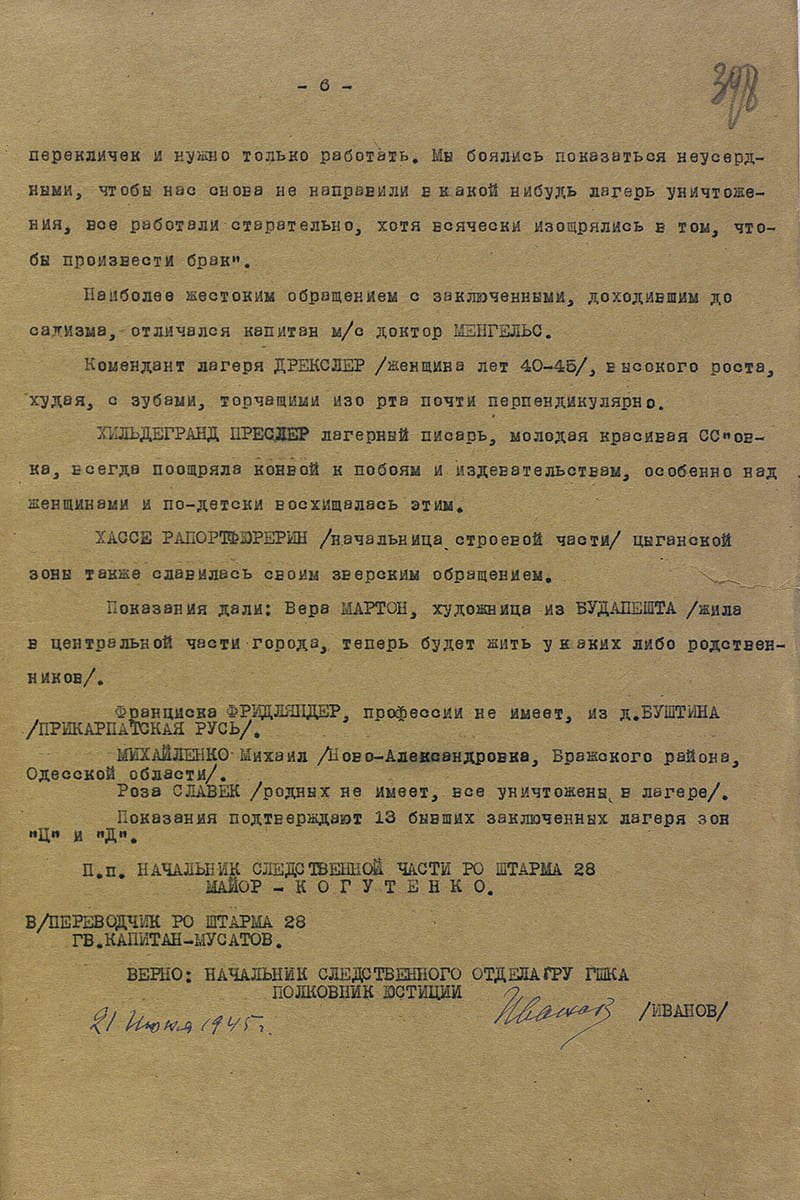 - 6 -
398
перекличек и нужно только работать. Мы боялись показаться неусерд-
ными, чтобы нас снова не направили в какой нибудь лагерь уничтоже-
ния, все работали старательно, хотя всячески изощрялись в том, что-
бы произвести брак".
Наиболее жестоким обращением с заключенными, доходившим до
садизма, отличался капитан м/с доктор МЕНГЕЛЬС.
Комендант лагеря ДРЕКСЛЕР /женщина лет 40-45/, высокого роста,
худая, с зубами, торчащими изо рта почти перпендикулярно.
ХИЛЬДЕГРАНД ПРЕСЛЕР лагерный писарь, молодая красивая СС"ов-
ка, всегда поощряла конвой к побоям и издевательствам, особенно над
женщинами и по-детски восхищалась этим.
ХАССЕ РАПОРТФЮРЕРИН /начальница строевой части/ цыганской
зоны также славилась своим зверским обращением.
Показания дали: Вера МАРТОН, художница из БУДАПЕШТА /жила
в центральной части города, теперь будет жить у каких либо родствен-
ников/.
Франциска ФРИДЛЯНДЕР, профессии не имеет, из д.БУШТИНА
/ПРИКАРПАТСКАЯ РУСЬ/.
МИХАЙЛЕНКО Михаил /Ново-Александровка, Бражского района,
Одесской области/.
Роза СЛАВЕК /родных не имеет, все уничтожены в лагере/.
Показания подтверждают 13 бывших заключенных лагеря зон
"Ц" и "Д".
П.п. НАЧАЛЬНИК СЛЕДСТВЕННОЙ ЧАСТИ РО ШТАРМА 28
МАЙОР - К О Г У Т Е Н К О.
В/ПЕРЕВОДЧИК РО ШТАРМА 28
ГВ.КАПИТАН-МУСАТОВ.
ВЕРНО: НАЧАЛЬНИК СЛЕДСТВЕННОГО ОТДЕЛА ГРУ ГШКА
ПОЛКОВНИК ЮСТИЦИИ
Иванов /ИВАНОВ/
21 Июня 1945 г.